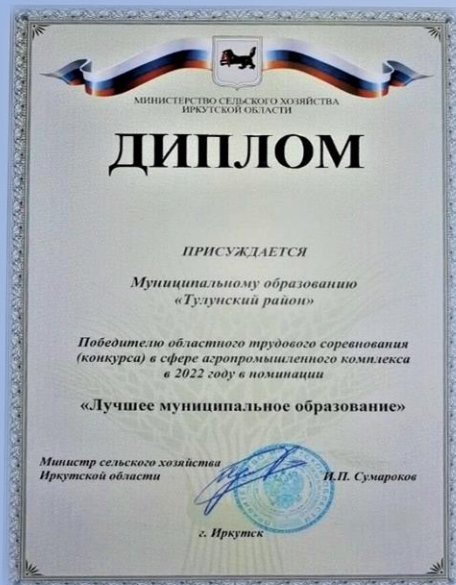 МИНИСТЕРСТВО СЕЛЬСКОГО ХОЗЯЙСТВА
ИРКУТСКОЙ ОБЛАСТИ
ДИПЛОМ
ПРИСУЖДАЕТСЯ
Муниципальному образованию
«Тулунский район»
Победителю областного трудового соревнования
(конкурса) в сфере агропромышленного комплекса
в 2022 году в номинации
«Лучшее муниципальное образование»
Министр сельского хозяйства
Иркутской области
И.П. Сумароков
г. Иркутск